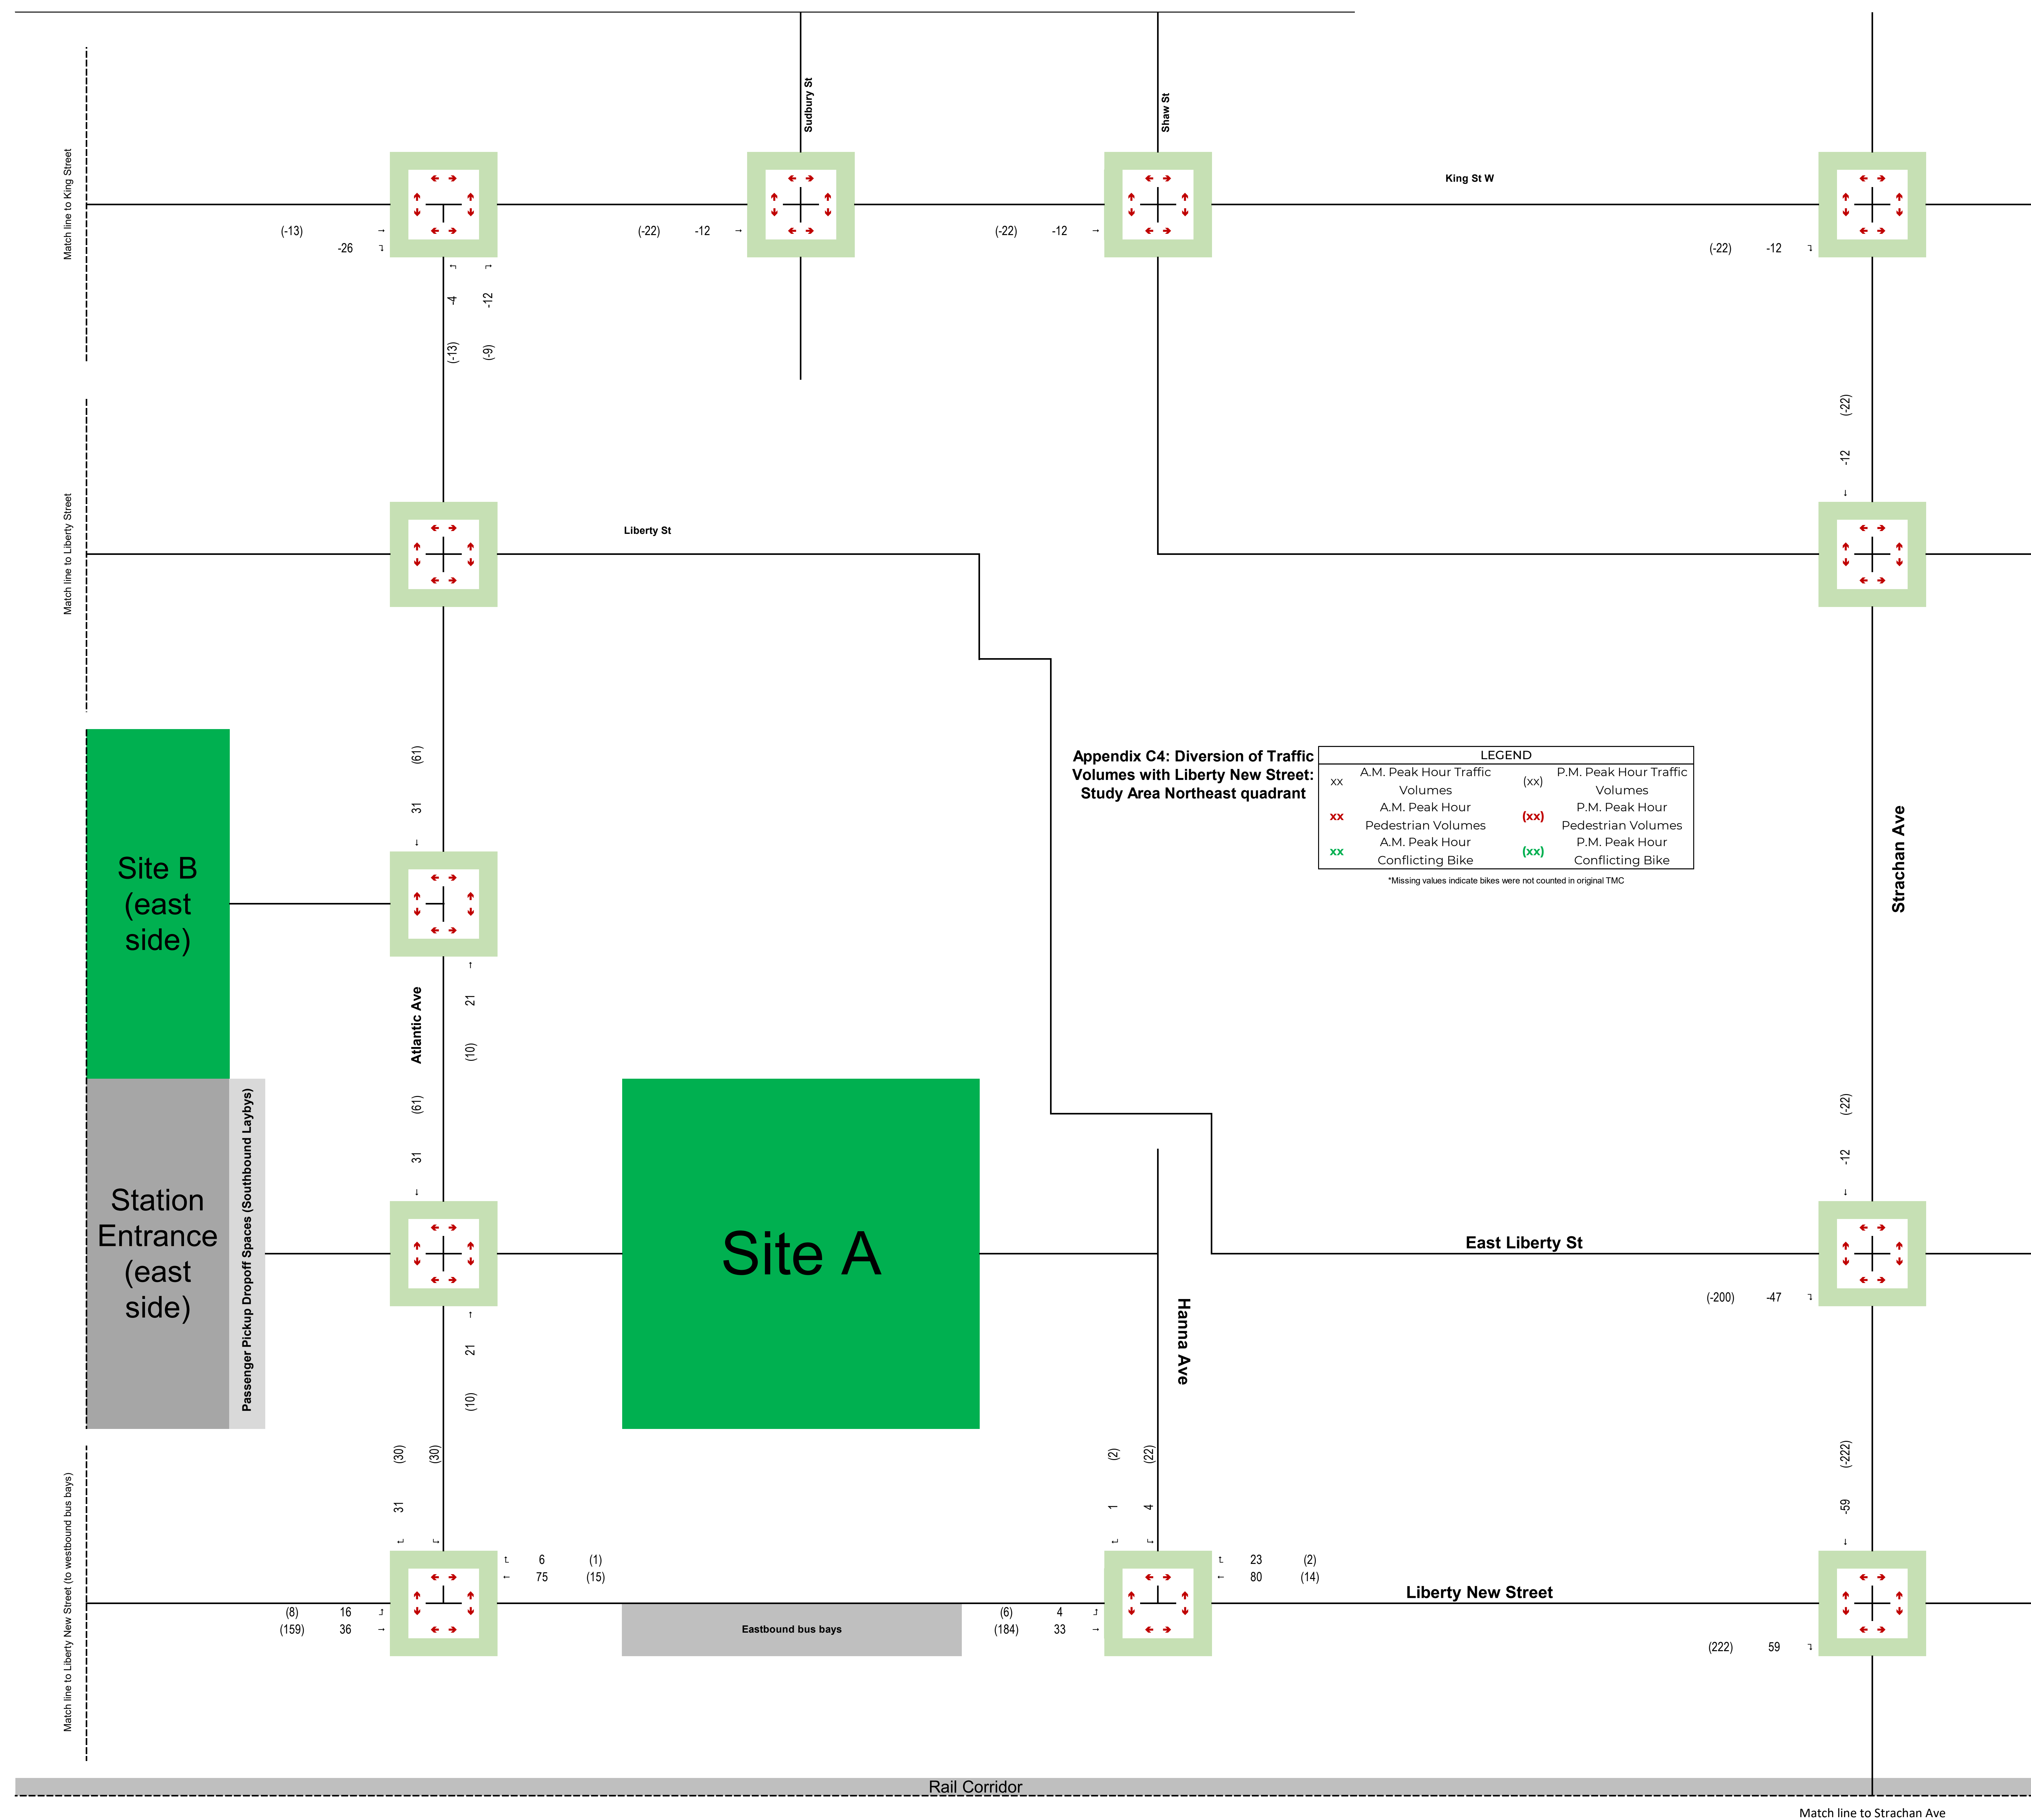 Sudbury St
Shaw St
Match line to King Street
King St W
(-13)
-26
(-22) -12
(-22) -12
(-22) -12
-4
-12
(-13)
(-9)
(-22)
-12
Match line to Liberty Street
Liberty St
(61)
31
Appendix C4: Diversion of Traffic
Volumes with Liberty New Street:
Study Area Northeast quadrant
LEGEND
xx
A.M. Peak Hour Traffic
Volumes
(xx)
P.M. Peak Hour Traffic
Volumes
xx
A.M. Peak Hour
Pedestrian Volumes
(xx)
P.M. Peak Hour
Pedestrian Volumes
xx
A.M. Peak Hour
Conflicting Bike
(xx)
P.M. Peak Hour
Conflicting Bike
*Missing values indicate bikes were not counted in original TMC
Strachan Ave
Site B
(east
side)
Atlantic Ave
21
(10)
(61)
31
(-22)
-12
Station
Entrance
(east
side)
Passenger Pickup Dropoff Spaces (Southbound Laybys)
Site A
East Liberty St
(-200) -47
Hanna Ave
21
(10)
(30)
(30)
31
(2)
(22)
1
4
(-222)
-59
Match line to Liberty New Street (to westbound bus bays)
6 (1)
75 (15)
23 (2)
80 (14)
Liberty New Street
(8) 16
(159) 36
Eastbound bus bays
(6) 4
(184) 33
(222) 59
Rail Corridor
Match line to Strachan Ave